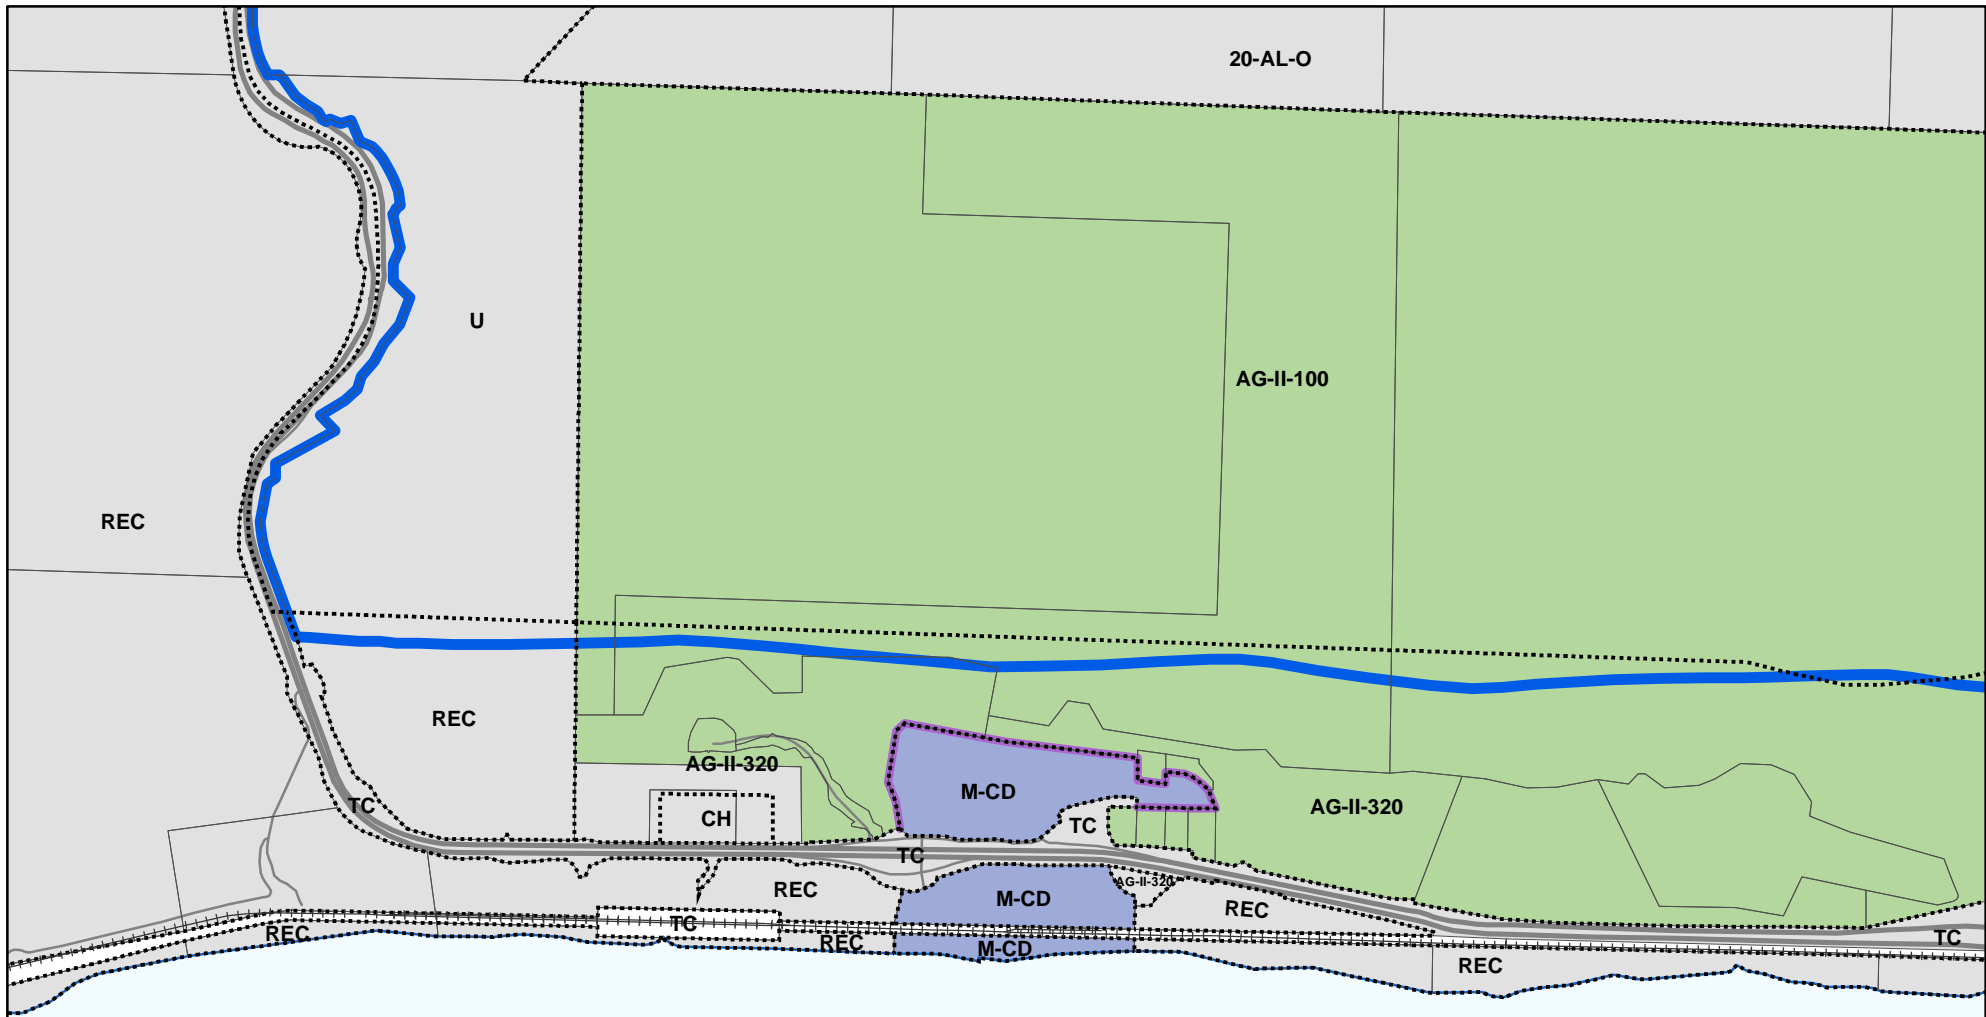 20-AL-O
U
AG-II-100
REC
REC
AG-II-320
M-CD
TC
AG-II-320
CH
TC
TC
AG-II-320
REC
M-CD
REC
TC
REC
REC
M-CD
TC
REC